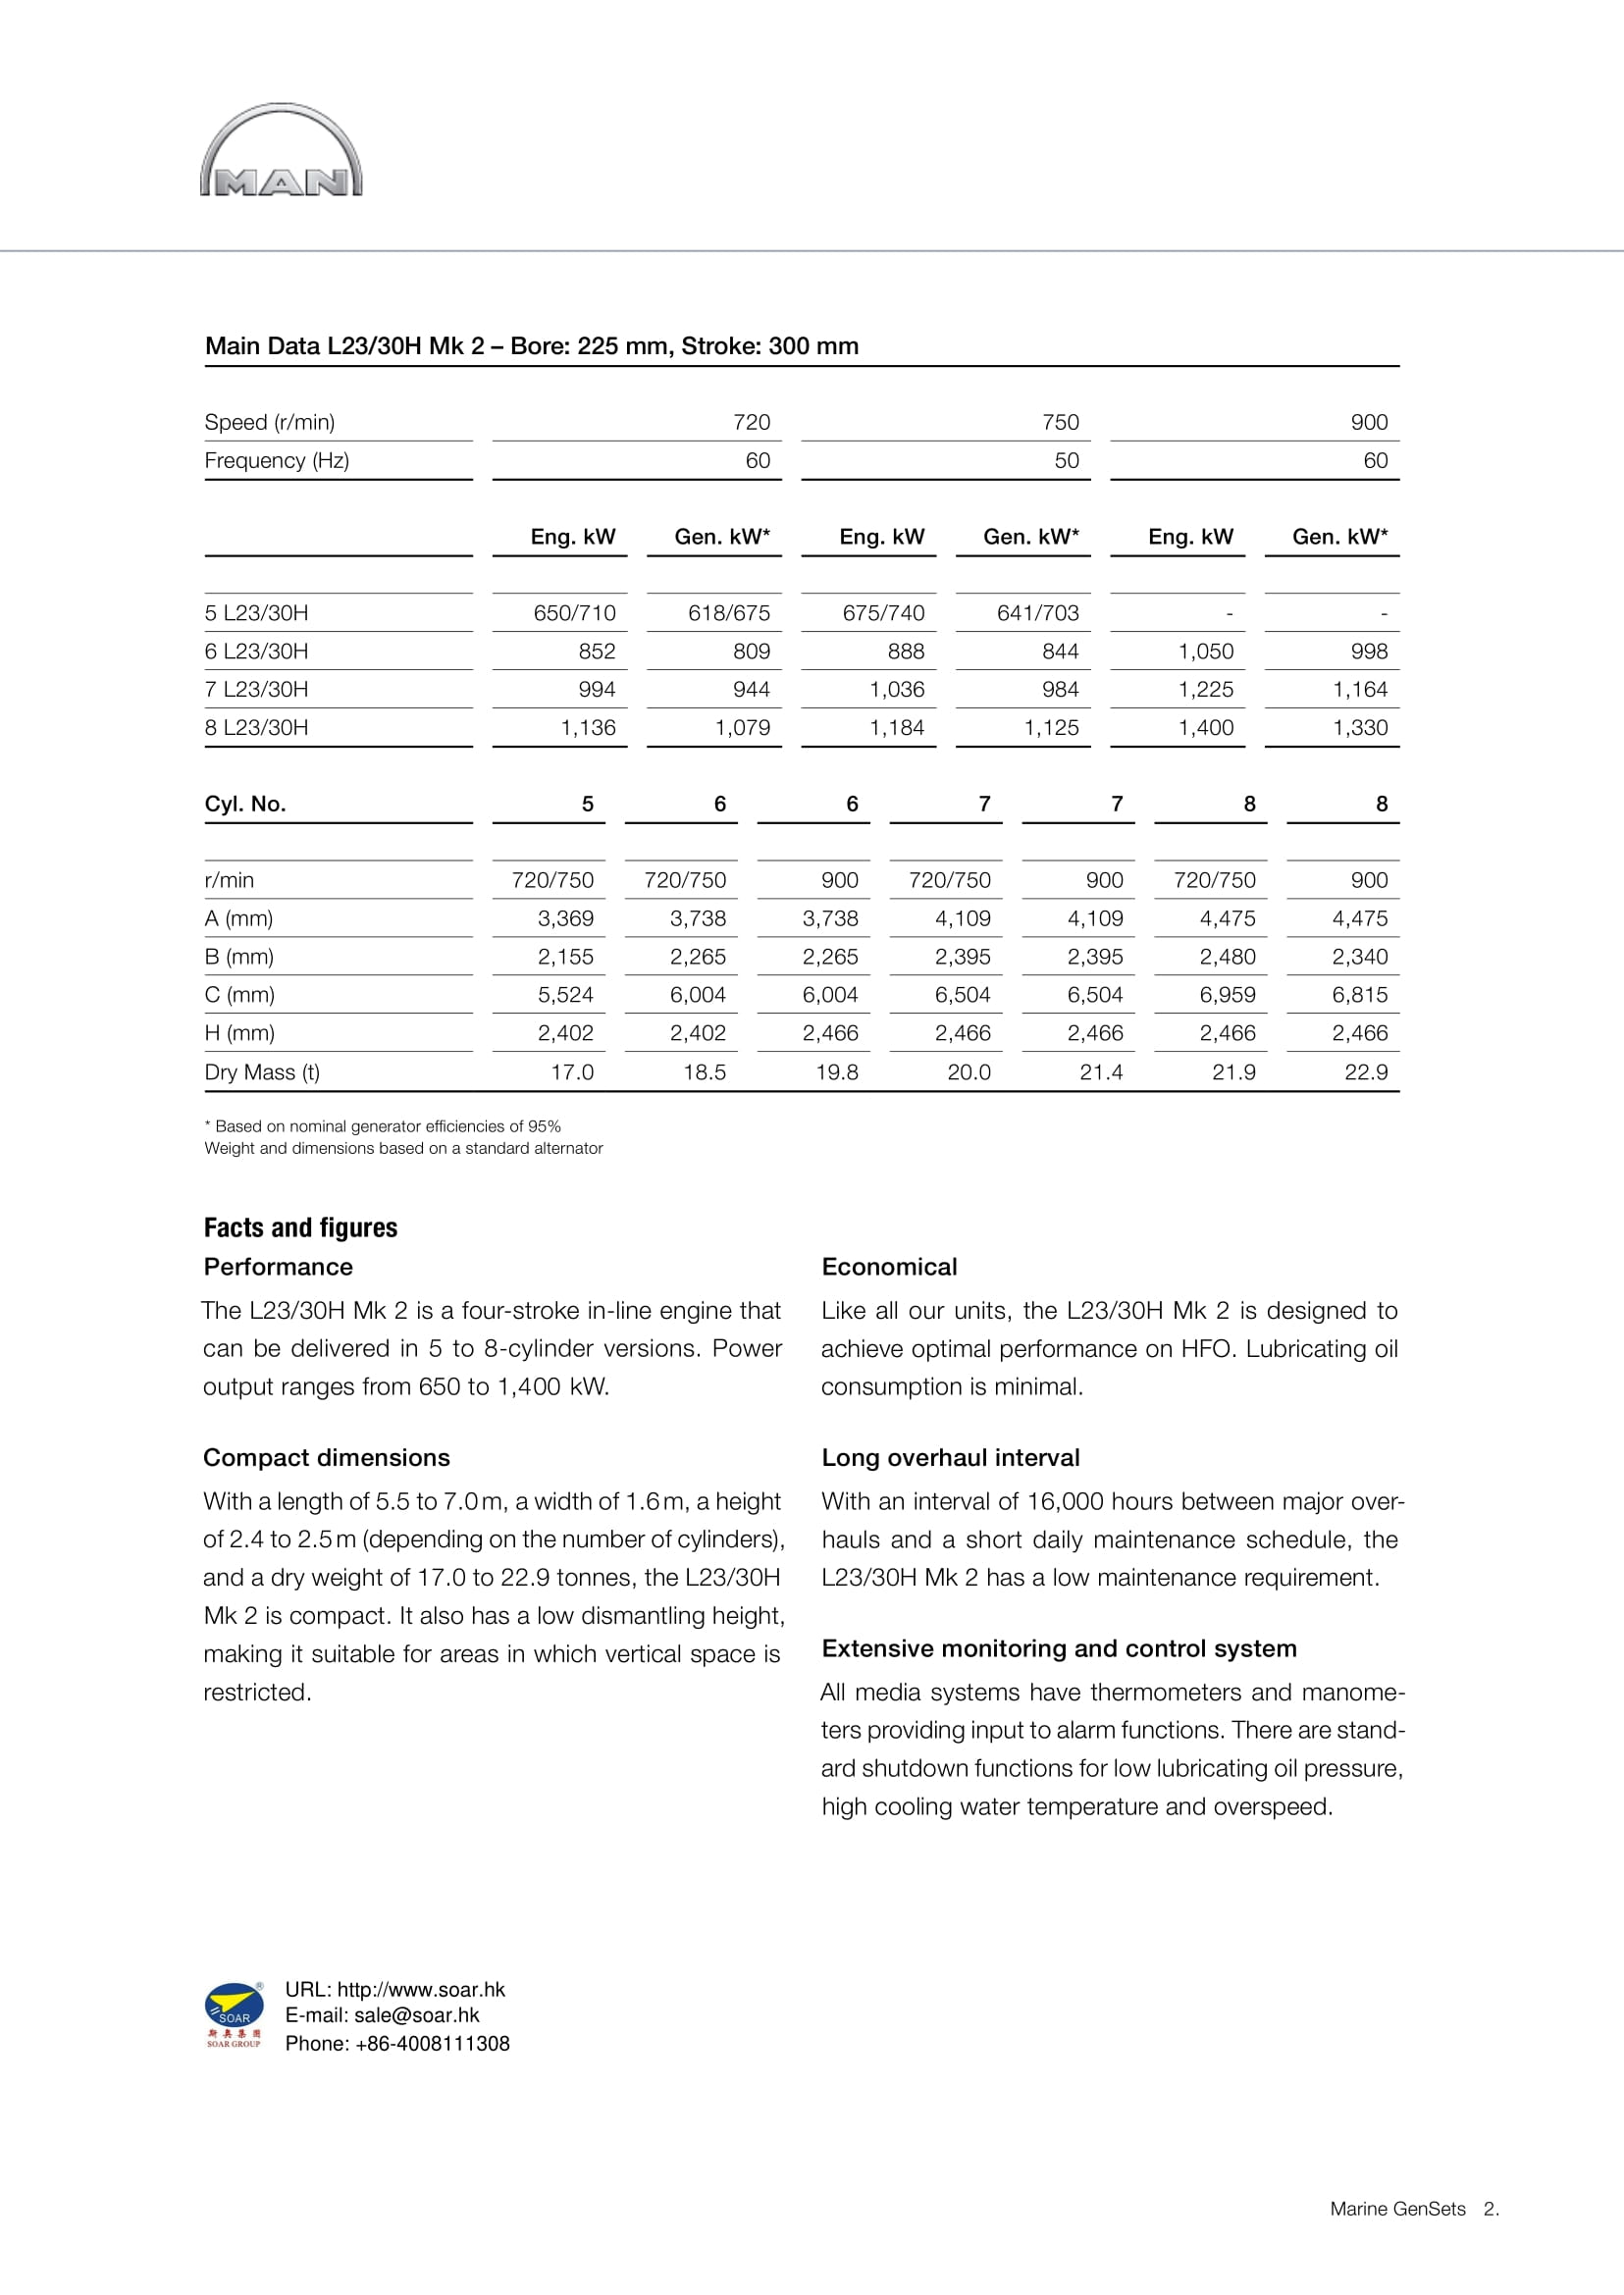 MAN
Main Data L23/30H Mk 2 – Bore: 225 mm, Stroke: 300 mm
Speed (r/min) 720 750 900
Frequency (Hz) 60 50 60
Eng. kW Gen. kW* Eng. kW Gen. kW* Eng. kW Gen. kW*
5 L23/30H 650/710 618/675 675/740 641/703 - -
6 L23/30H 852 809 888 844 1,050 998
7 L23/30H 994 944 1,036 984 1,225 1,164
8 L23/30H 1,136 1,079 1,184 1,125 1,400 1,330
Cyl. No. 5 6 6 7 7 8 8
r/min 720/750 720/750 900 720/750 900 720/750 900
A (mm) 3,369 3,738 3,738 4,109 4,109 4,475 4,475
B (mm) 2,155 2,265 2,265 2,395 2,395 2,480 2,340
C (mm) 5,524 6,004 6,004 6,504 6,504 6,959 6,815
H (mm) 2,402 2,402 2,466 2,466 2,466 2,466 2,466
Dry Mass (t) 17.0 18.5 19.8 20.0 21.4 21.9 22.9
* Based on nominal generator efficiencies of 95%
Weight and dimensions based on a standard alternator
Facts and figures
Performance
The L23/30H Mk 2 is a four-stroke in-line engine that
can be delivered in 5 to 8-cylinder versions. Power
output ranges from 650 to 1,400 kW.
Compact dimensions
With a length of 5.5 to 7.0 m, a width of 1.6 m, a height
of 2.4 to 2.5 m (depending on the number of cylinders),
and a dry weight of 17.0 to 22.9 tonnes, the L23/30H
Mk 2 is compact. It also has a low dismantling height,
making it suitable for areas in which vertical space is
restricted.
Economical
Like all our units, the L23/30H Mk 2 is designed to
achieve optimal performance on HFO. Lubricating oil
consumption is minimal.
Long overhaul interval
With an interval of 16,000 hours between major over-
hauls and a short daily maintenance schedule, the
L23/30H Mk 2 has a low maintenance requirement.
Extensive monitoring and control system
All media systems have thermometers and manome-
ters providing input to alarm functions. There are stand-
ard shutdown functions for low lubricating oil pressure,
high cooling water temperature and overspeed.
SOAR ®
斯奥集团
SOAR GROUP
URL: http://www.soar.hk
E-mail: sale@soar.hk
Phone: +86-4008111308
Marine GenSets 2.